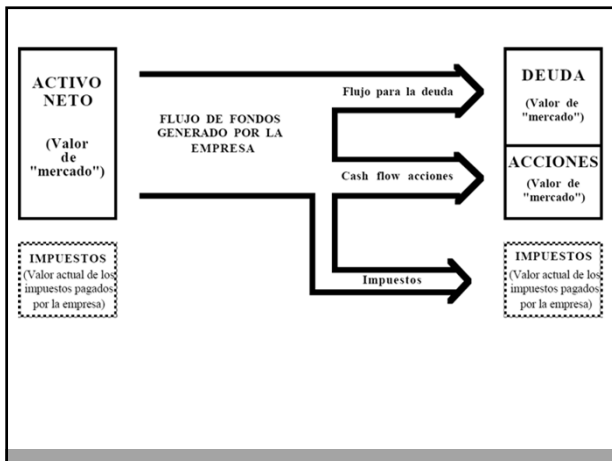 ACTIVO
NETO
(Valor
de
"mercado")
IMPUESTOS
(Valor actual de los
impuestos pagados
por la empresa)
FLUJO DE FONDOS
GENERADO POR LA
EMPRESA
Flujo para la deuda
Cash flow acciones
Impuestos
DEUDA
(Valor de
"mercado")
ACCIONES
(Valor de
"mercado")
IMPUESTOS
(Valor actual de los
impuestos pagados
por la empresa)